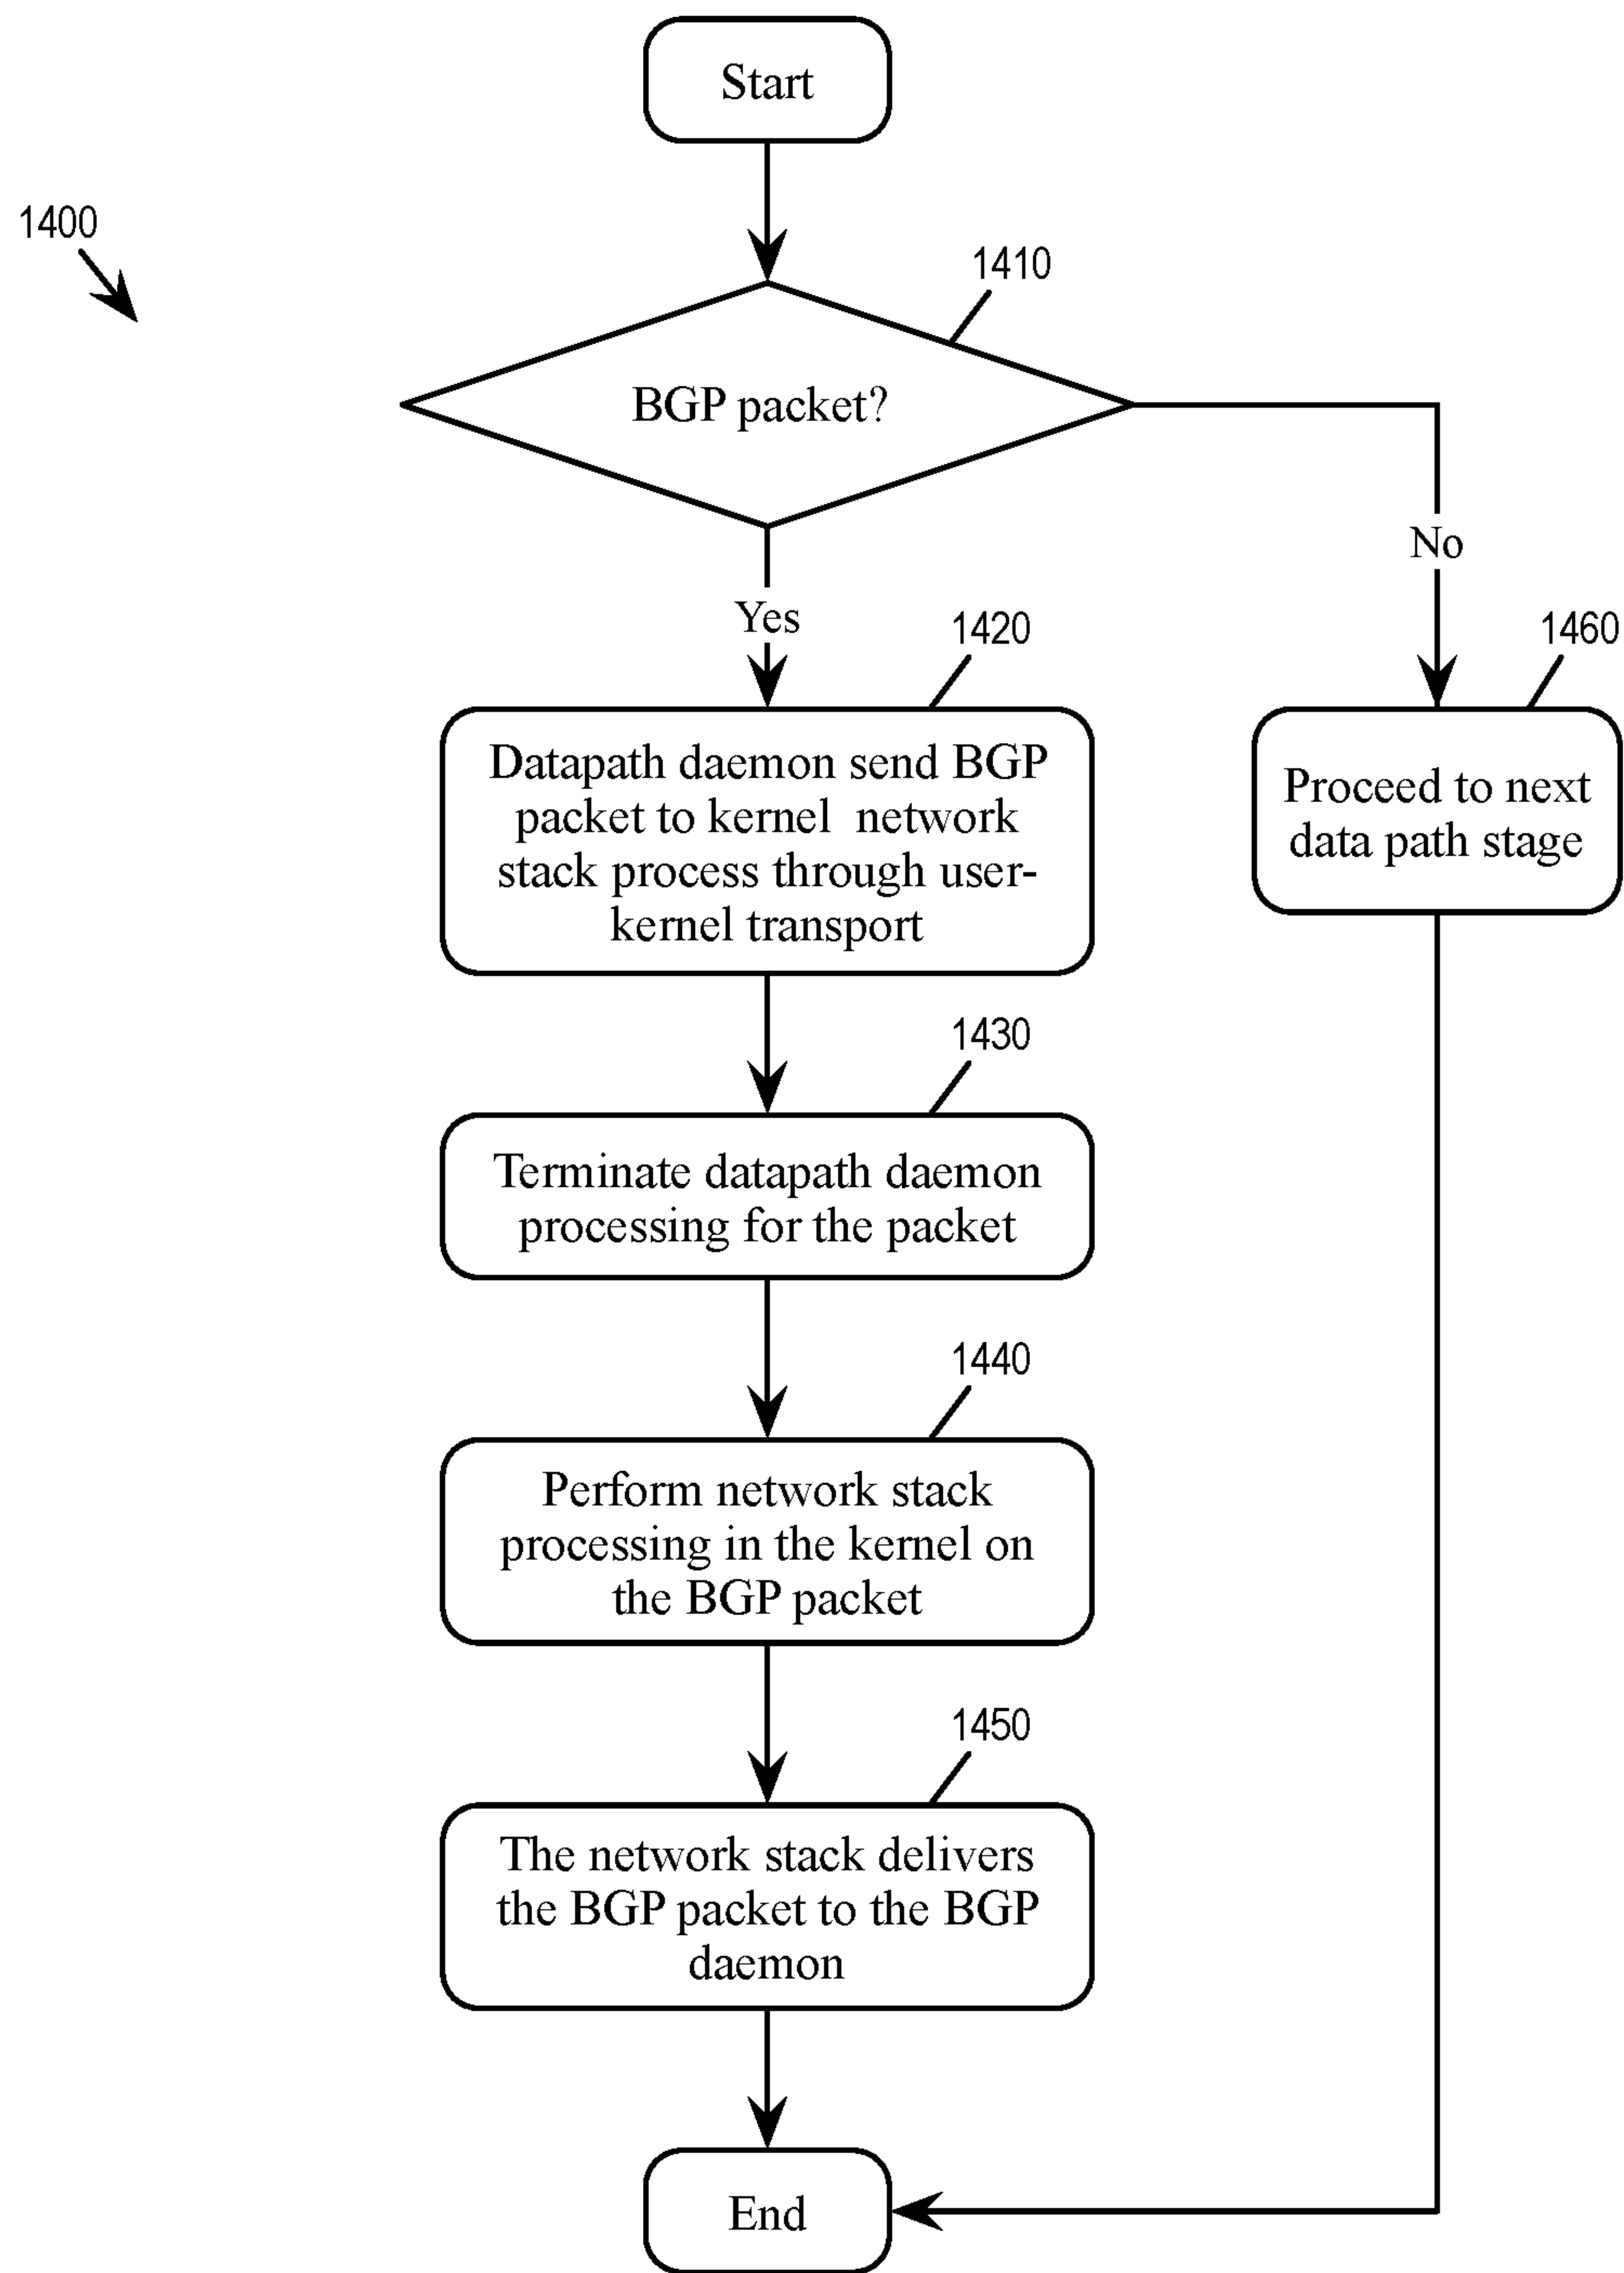 Start
1400
1410
BGP packet?
No
Yes
1420
1460
Datapath daemon send BGP
packet to kernel network
stack process through user-
kernel transport
Proceed to next
data path stage
1430
Terminate datapath daemon
processing for the packet
1440
Perform network stack
processing in the kernel on
the BGP packet
1450
The network stack delivers
the BGP packet to the BGP
daemon
End